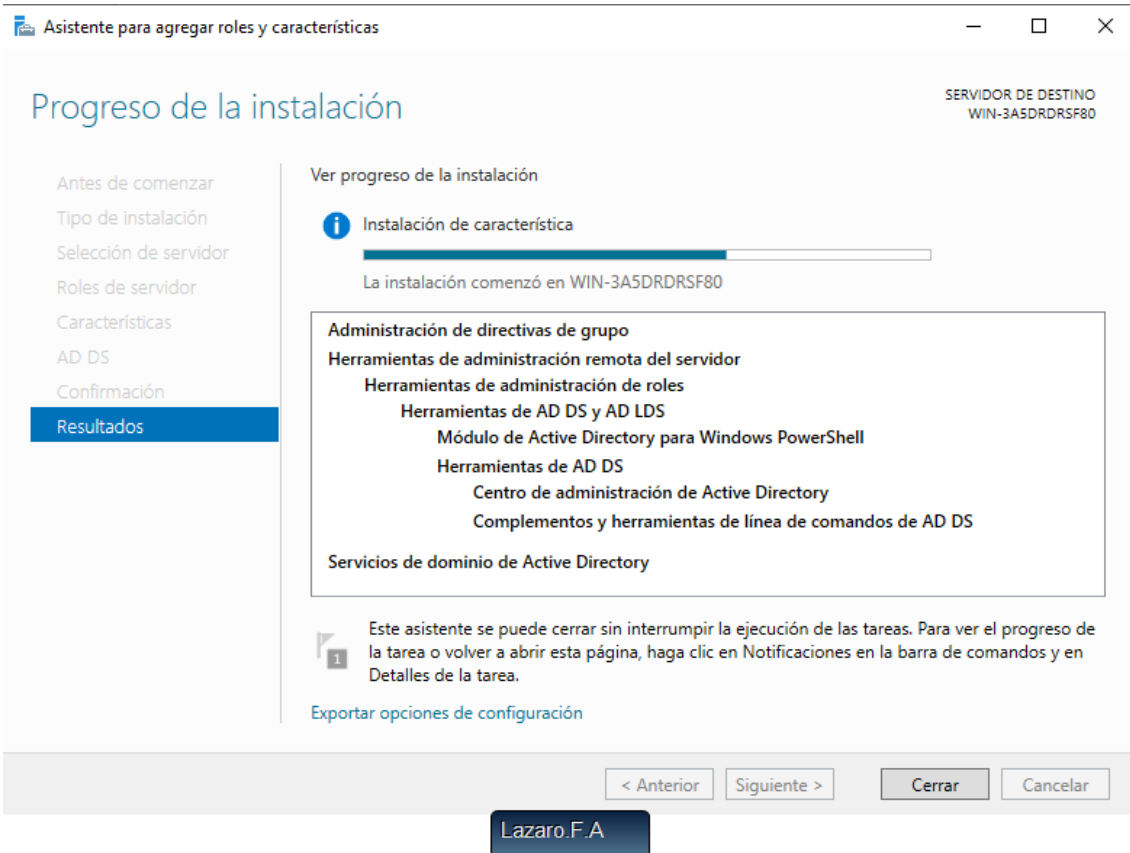 Asistente para agregar roles y características
Progreso de la instalación
SERVIDOR DE DESTINO
WIN-3A5DRDRSF80
Antes de comenzar
Tipo de instalación
Selección de servidor
Roles de servidor
Características
AD DS
Confirmación
Resultados
Ver progreso de la instalación
i
Instalación de característica
La instalación comenzó en WIN-3A5DRDRSF80
Administración de directivas de grupo
Herramientas de administración remota del servidor
Herramientas de administración de roles
Herramientas de AD DS y AD LDS
Módulo de Active Directory para Windows PowerShell
Herramientas de AD DS
Centro de administración de Active Directory
Complementos y herramientas de línea de comandos de AD DS
Servicios de dominio de Active Directory
1
Este asistente se puede cerrar sin interrumpir la ejecución de las tareas. Para ver el progreso de
la tarea o volver a abrir esta página, haga clic en Notificaciones en la barra de comandos y en
Detalles de la tarea.
Exportar opciones de configuración
< Anterior
Siguiente >
Cerrar
Cancelar
Lazaro.F.A